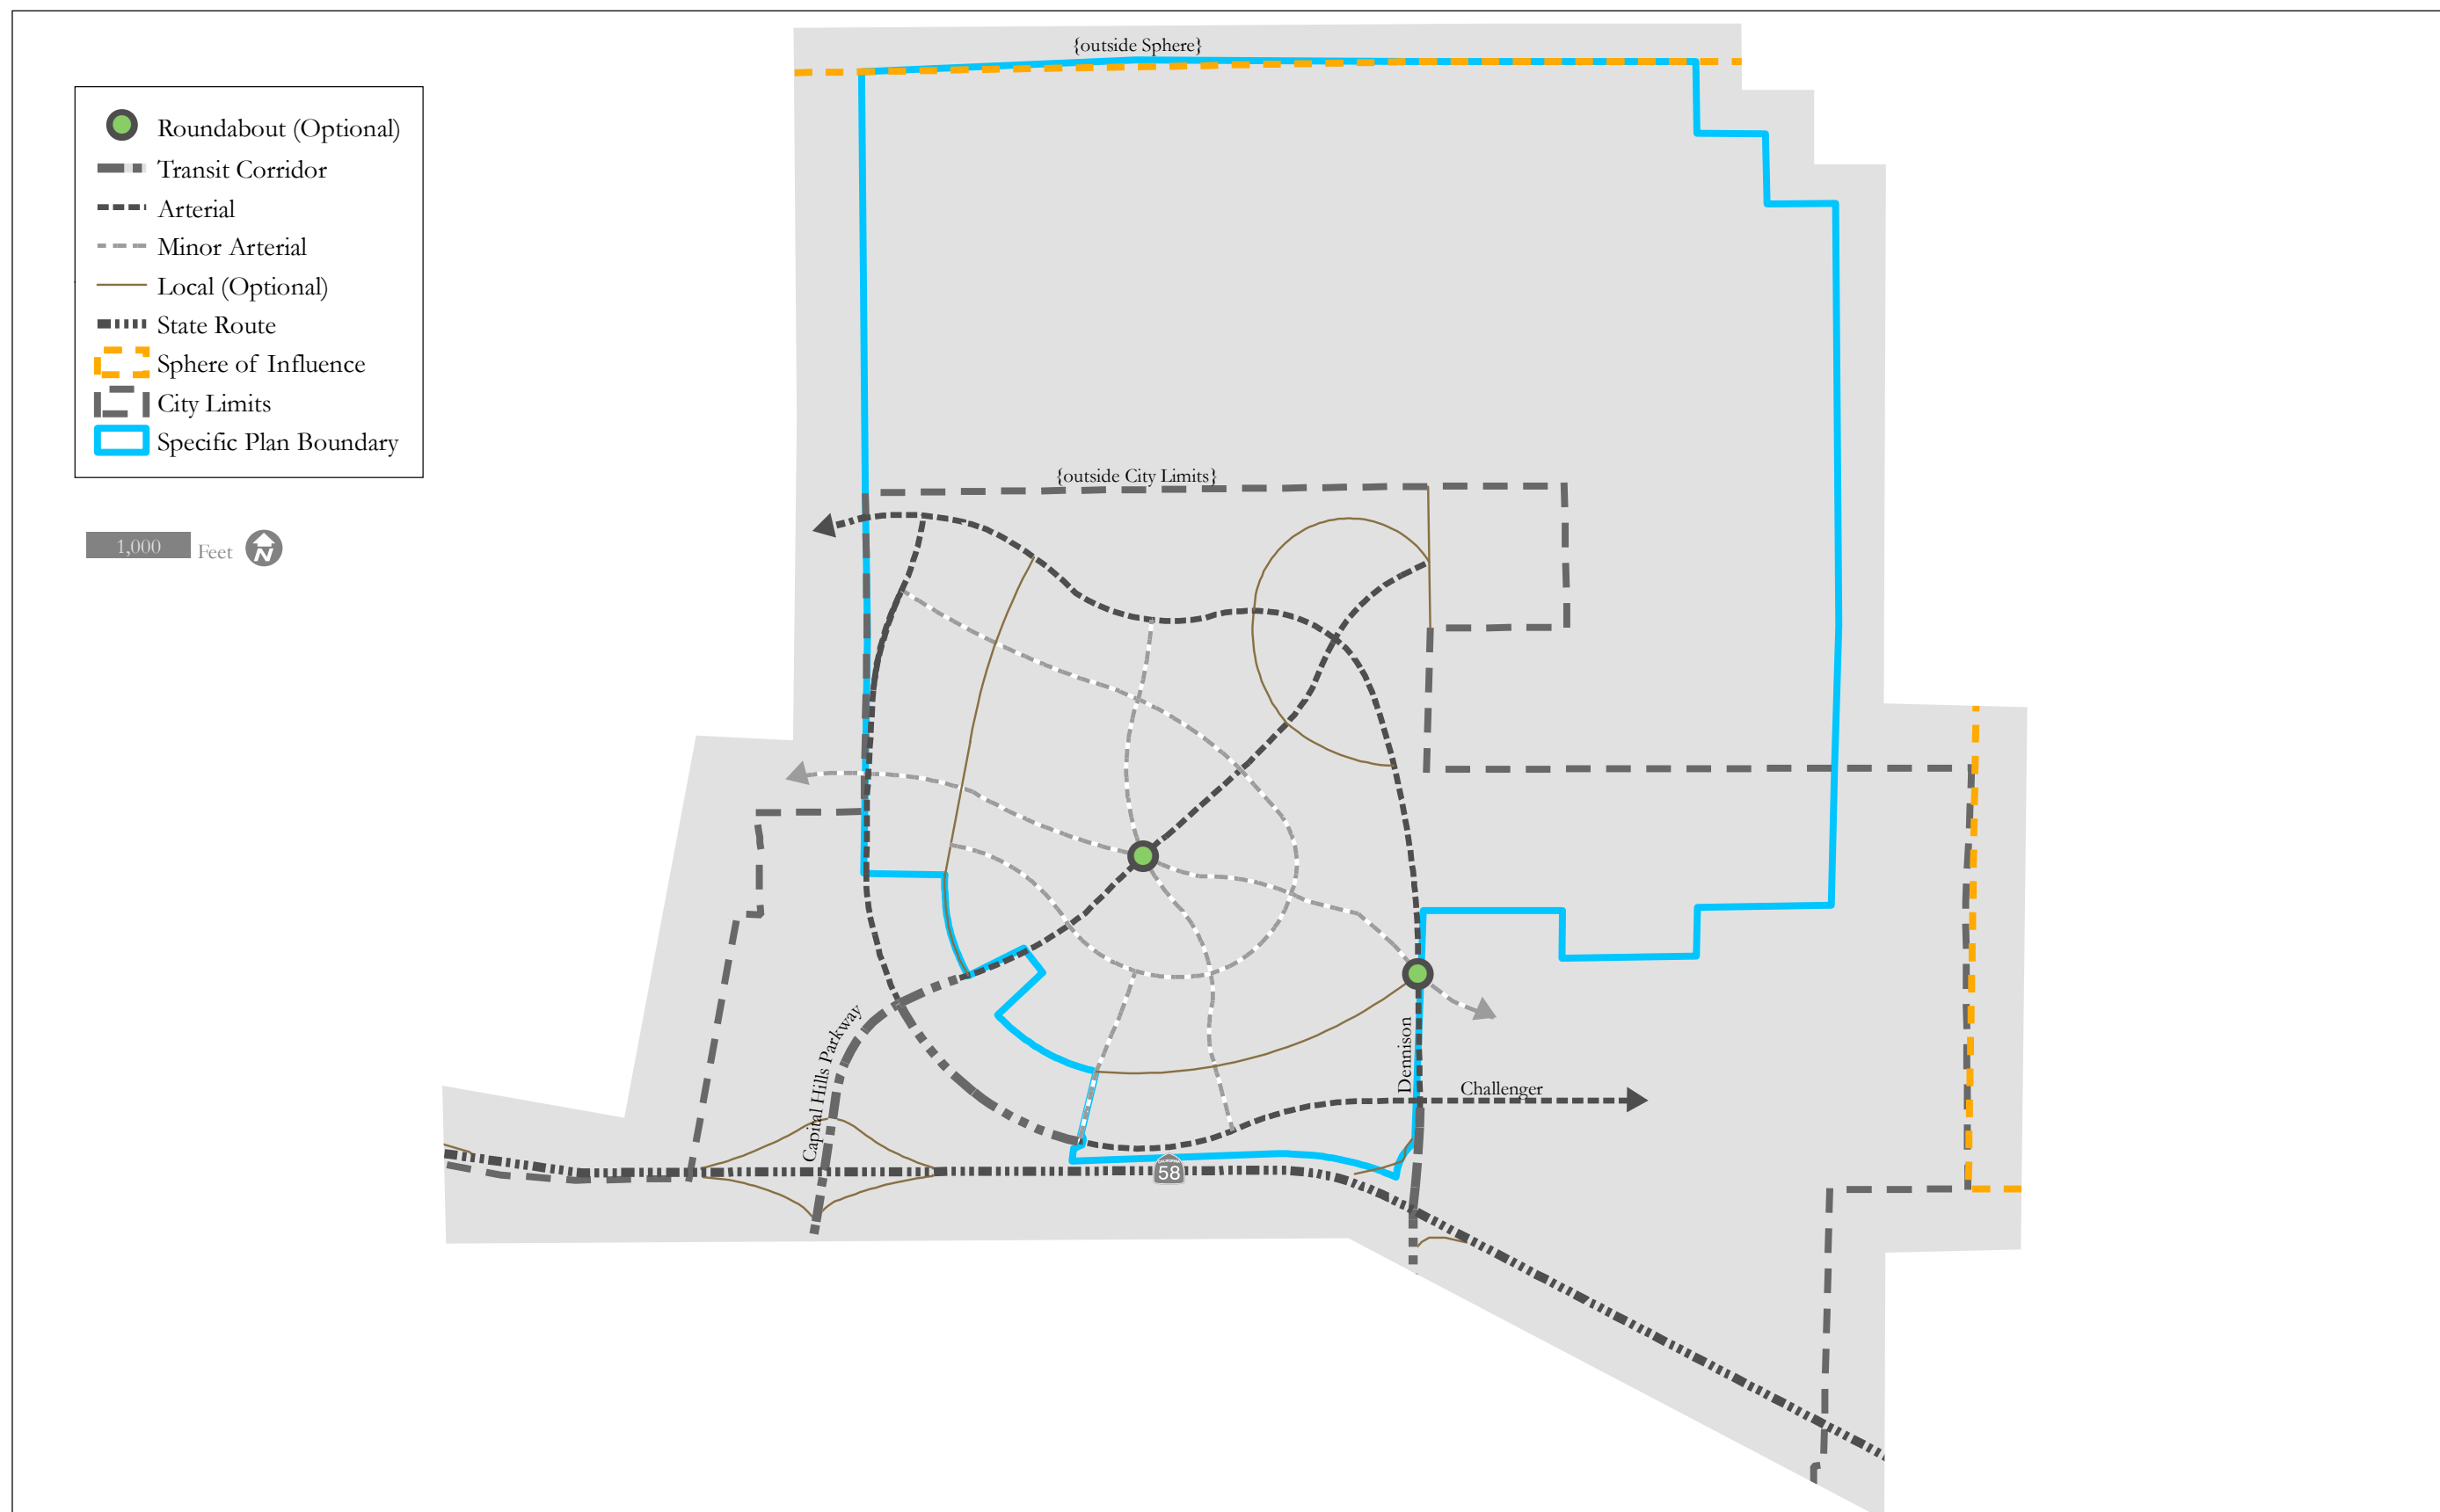 {outside Sphere}
Roundabout (Optional)
Transit Corridor
Arterial
Minor Arterial
Local (Optional)
State Route
Sphere of Influence
City Limits
Specific Plan Boundary
{outside City Limits}
1,000 Feet
N
Capital Hills Parkway
Dennison
Challenger
58